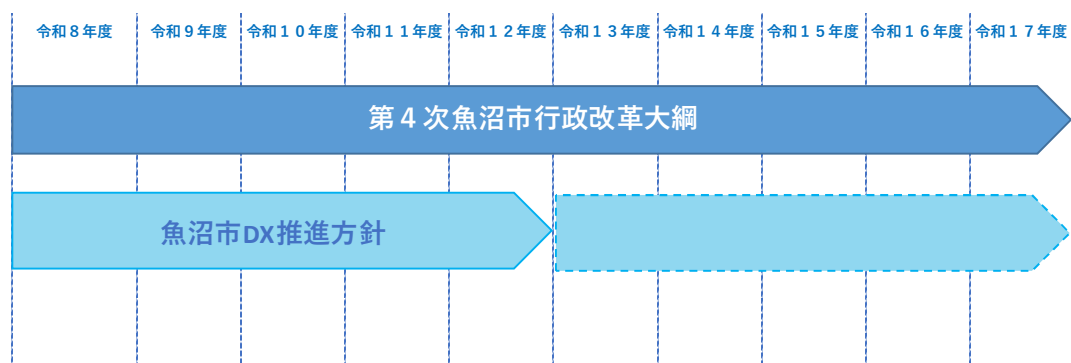 令和８年度 令和９年度 令和１０年度 令和１１年度 令和１２年度 令和１３年度 令和１４年度 令和１５年度 令和１６年度 令和１７年度
第４次魚沼市行政改革大綱
魚沼市DX推進方針